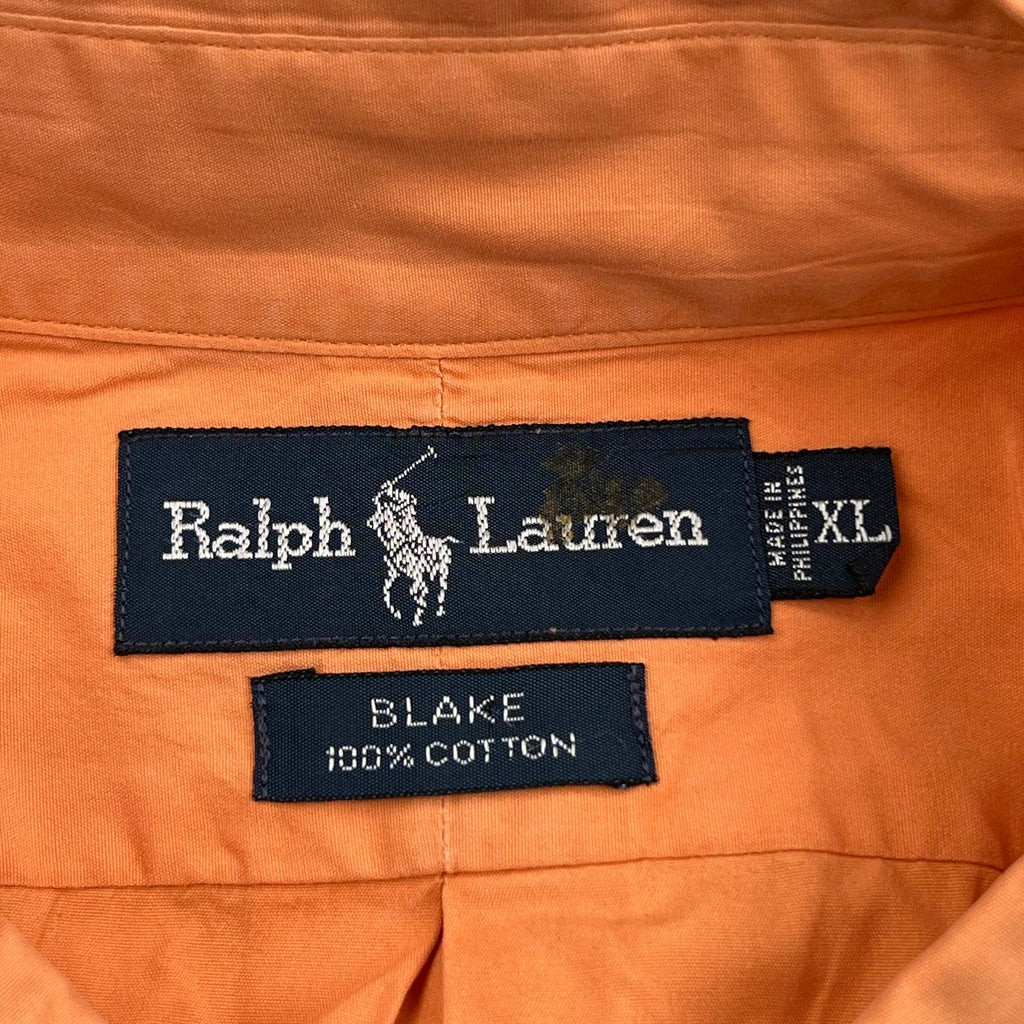 Ralph Lauren
MADE IN
PHILIPPINES
XL
BLAKE
100% COTTON